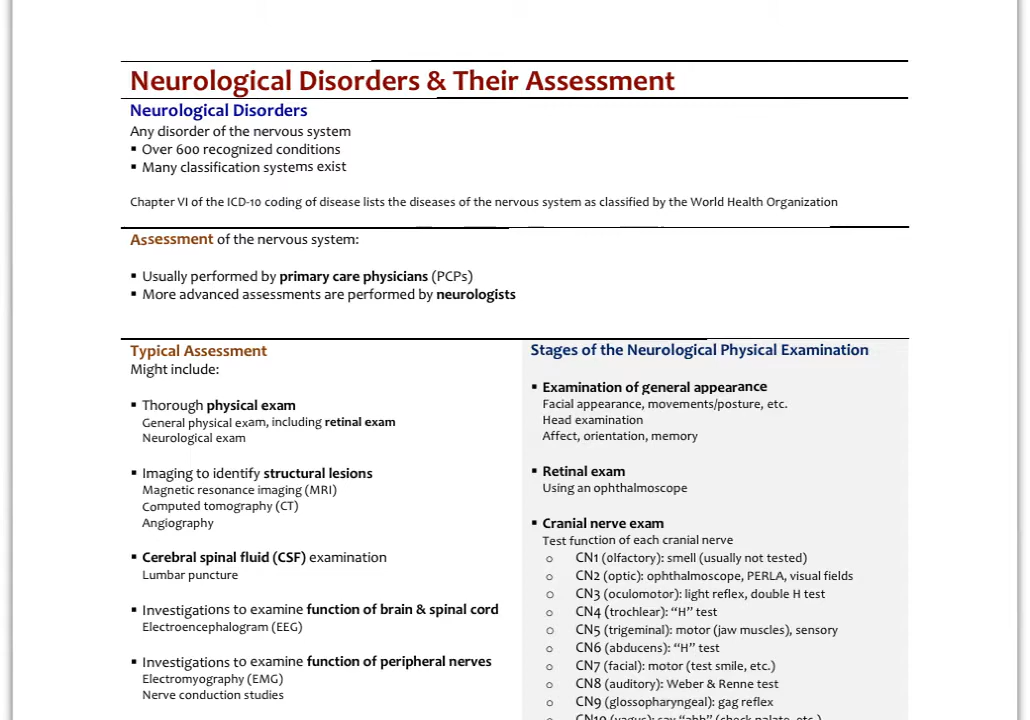 Neurological Disorders & Their Assessment
Neurological Disorders
Any disorder of the nervous system
▪ Over 600 recognized conditions
▪ Many classification systems exist
Chapter VI of the ICD-10 coding of disease lists the diseases of the nervous system as classified by the World Health Organization
Assessment of the nervous system:
▪ Usually performed by primary care physicians (PCPs)
▪ More advanced assessments are performed by neurologists
Typical Assessment
Might include:
▪ Thorough physical exam
General physical exam, including retinal exam
Neurological exam
▪ Imaging to identify structural lesions
Magnetic resonance imaging (MRI)
Computed tomography (CT)
Angiography
▪ Cerebral spinal fluid (CSF) examination
Lumbar puncture
▪ Investigations to examine function of brain & spinal cord
Electroencephalogram (EEG)
▪ Investigations to examine function of peripheral nerves
Electromyography (EMG)
Nerve conduction studies
Stages of the Neurological Physical Examination
▪ Examination of general appearance
Facial appearance, movements/posture, etc.
Head examination
Affect, orientation, memory
▪ Retinal exam
Using an ophthalmoscope
▪ Cranial nerve exam
Test function of each cranial nerve
o CN1 (olfactory): smell (usually not tested)
o CN2 (optic): ophthalmoscope, PERLA, visual fields
o CN3 (oculomotor): light reflex, double H test
o CN4 (trochlear): “H” test
o CN5 (trigeminal): motor (jaw muscles), sensory
o CN6 (abducens): “H” test
o CN7 (facial): motor (test smile, etc.)
o CN8 (auditory): Weber & Renne test
o CN9 (glossopharyngeal): gag reflex
o CN10 (vagus): say “ahh” (check palate, etc.)